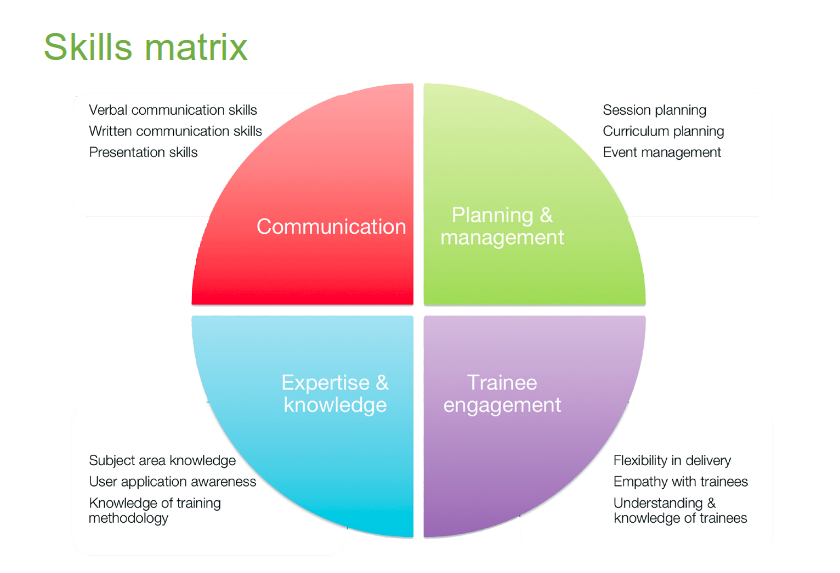 Skills matrix
Verbal communication skills
Written communication skills
Presentation skills
Session planning
Curriculum planning
Event management
Communication
Planning &
management
Expertise &
knowledge
Trainee
engagement
Subject area knowledge
User application awareness
Knowledge of training
methodology
Flexibility in delivery
Empathy with trainees
Understanding &
knowledge of trainees